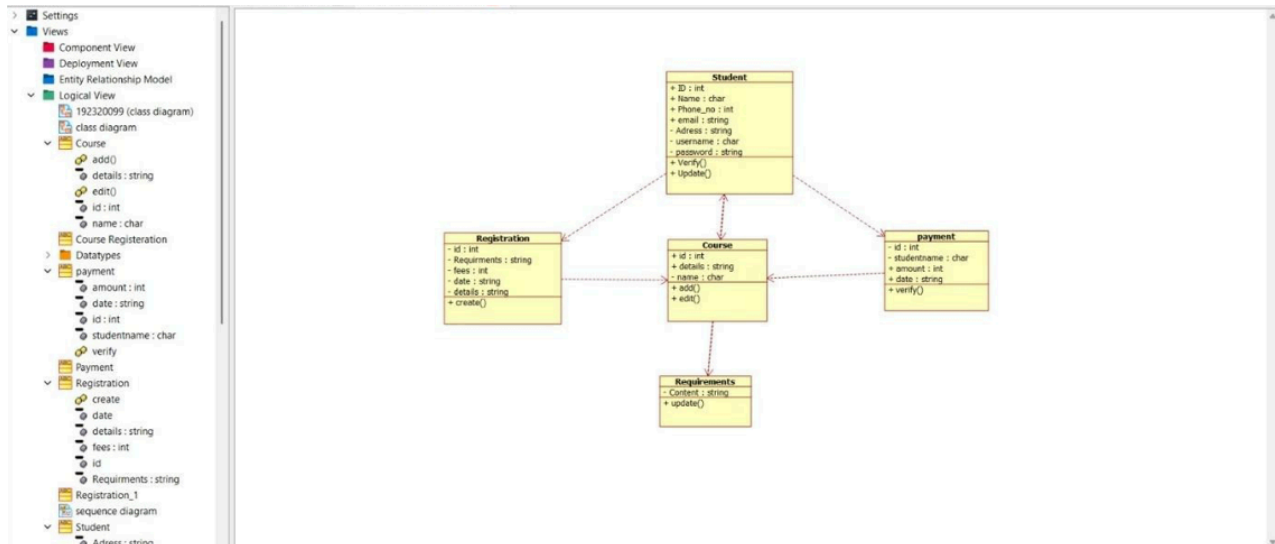 Settings
Views
Component View
Deployment View
Entity Relationship Model
Logical View
192320099 (class diagram)
class diagram
Course
add()
details : string
edit()
id : int
name : char
Course Registeration
Datatypes
payment
amount : int
date : string
id : int
studentname : char
verify
Payment
Registration
create
date
details : string
fees : int
id
Requirments : string
Registration_1
sequence diagram
Student
Adress : string
Student
+ ID : int
+ Name : char
+ Phone_no : int
+ email : string
- Adress : string
- username : char
- password : string
+ Verify()
+ Update()
Registration
- id : int
- Requirments : string
- fees : int
- date : string
- details : string
+ create()
Course
+ id : int
+ details : string
- name : char
+ add()
+ edit()
payment
- id : int
- studentname : char
+ amount : int
+ date : string
+ verify()
Requirements
- Content : string
+ update()